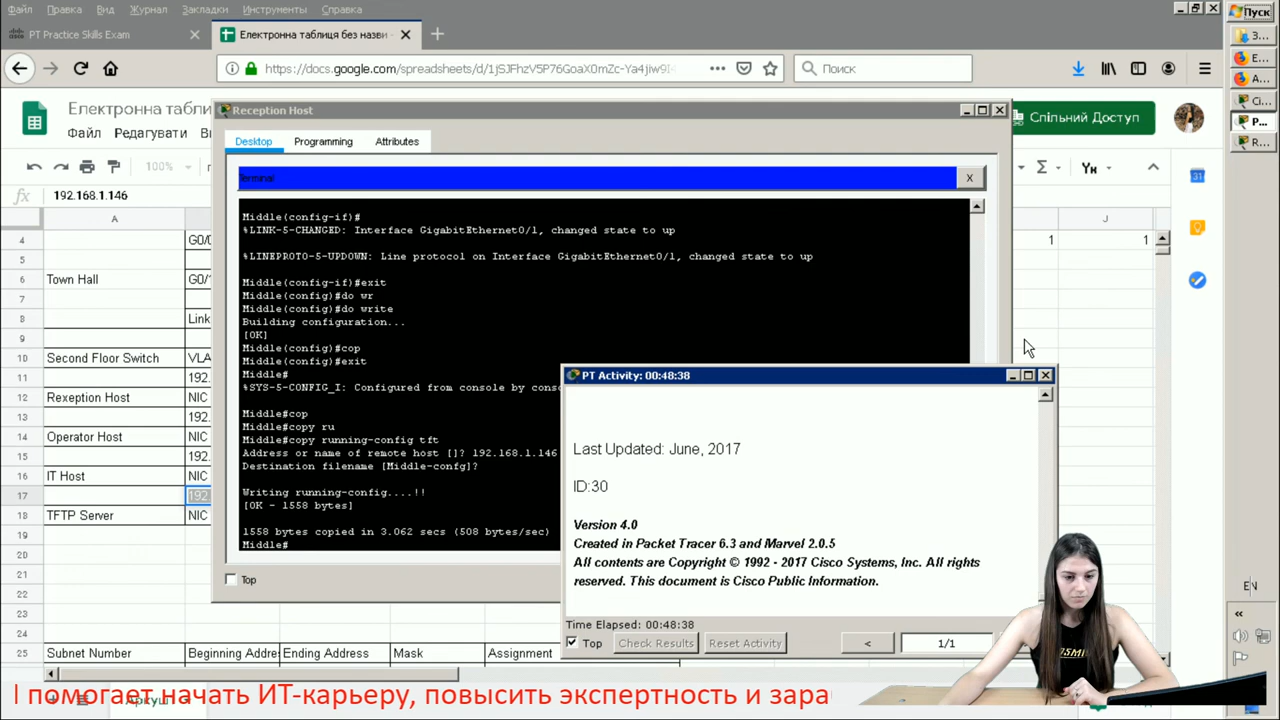 Файл Правка Вид Журнал Закладки Инструменты Справка
Пуск
PT Practice Skills Exam
Електронна таблиця без назви
https://docs.google.com/spreadsheets/d/1jSJFhzV5P76GoaX0mZc-Ya4jiw9I
Поиск
Електронна табли
Файл Редагувати
Спільний Доступ
100%
192.168.1.146
Reception Host
Desktop Programming Attributes
Terminal
X
Middle(config-if)#
%LINK-5-CHANGED: Interface GigabitEthernet0/1, changed state to up
%LINEPROTO-5-UPDOWN: Line protocol on Interface GigabitEthernet0/1, changed state to up
Middle(config-if)#exit
Middle(config)#do wr
Middle(config)#do write
Building configuration...
[OK]
Middle(config)#cop
Middle(config)#exit
Middle#
%SYS-5-CONFIG_I: Configured from console by cons
Middle#cop
Middle#copy ru
Middle#copy running-config tft
Address or name of remote host []? 192.168.1.146
Destination filename [Middle-confg]?
Writing running-config....!!
[OK - 1558 bytes]
1558 bytes copied in 3.062 secs (508 bytes/sec)
Middle#
Top
A
J
4 G0/0 1 1
5
6 Town Hall G0/1
7
8 Link
9
10 Second Floor Switch VLA
11 192.
12 Rexeption Host NIC
13 192.
14 Operator Host NIC
15 192.
16 IT Host NIC
17 192
18 TFTP Server NIC
19
20
21
22
23
24
25 Subnet Number Beginning Addre Ending Address Mask Assignment
Аркуш
PT Activity: 00:48:38
Last Updated: June, 2017
ID:30
Version 4.0
Created in Packet Tracer 6.3 and Marvel 2.0.5
All contents are Copyright © 1992 - 2017 Cisco Systems, Inc. All rights
reserved. This document is Cisco Public Information.
Time Elapsed: 00:48:38
Top Check Results Reset Activity < 1/1
EN
помогает начать ИТ-карьеру, повысить экспертность и зара